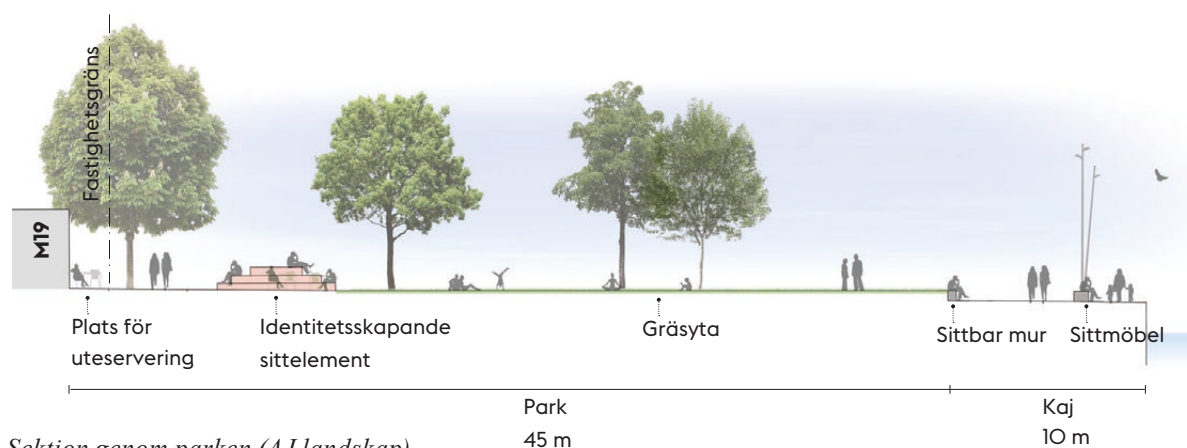 Fastighetsgräns
M19
Plats för
uteservering
Identitetsskapande
sittelement
Gräsyta
Sittbar mur
Sittmöbel
Park
45 m
Kaj
10 m
Sektion genom parken (AJ landskap)